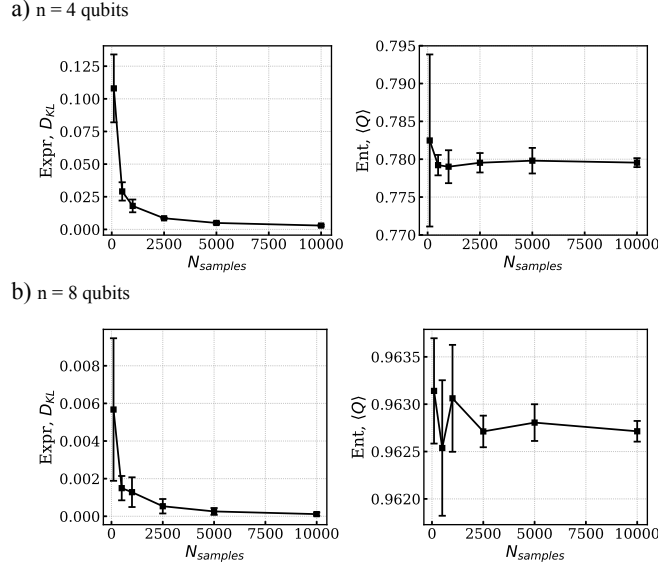 a) n = 4 qubits
Expr, D_KL
0.125
0.100
0.075
0.050
0.025
0.000
0 2500 5000 7500 10000
N_samples
Ent, ⟨Q⟩
0.795
0.790
0.785
0.780
0.775
0.770
0 2500 5000 7500 10000
N_samples
b) n = 8 qubits
Expr, D_KL
0.008
0.006
0.004
0.002
0.000
0 2500 5000 7500 10000
N_samples
Ent, ⟨Q⟩
0.9635
0.9630
0.9625
0.9620
0 2500 5000 7500 10000
N_samples